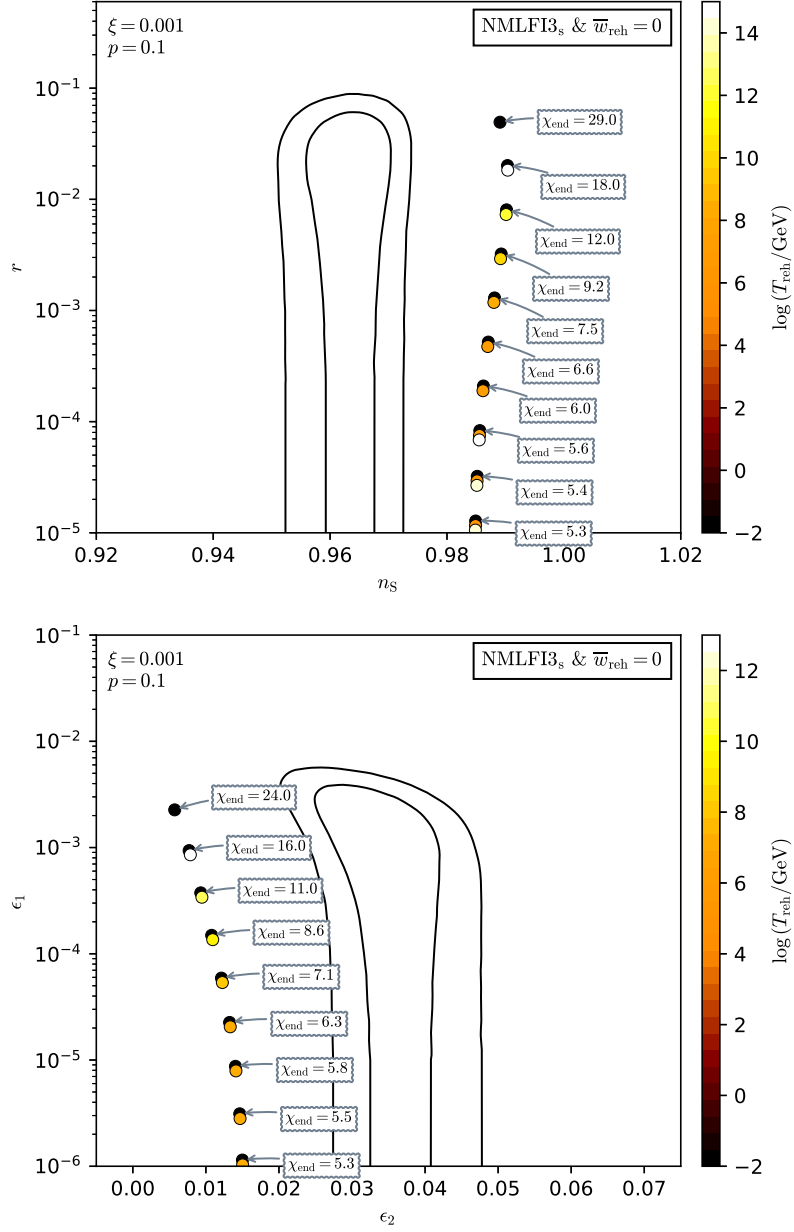 ξ = 0.001
p = 0.1
NMLFI3s & w̅reh = 0
χend = 29.0
χend = 18.0
χend = 12.0
χend = 9.2
χend = 7.5
χend = 6.6
χend = 6.0
χend = 5.6
χend = 5.4
χend = 5.3
10⁻¹
10⁻²
10⁻³
10⁻⁴
10⁻⁵
r
0.92 0.94 0.96 0.98 1.00 1.02
nS
14
12
10
8
6
4
2
0
−2
log (Treh/GeV)
ξ = 0.001
p = 0.1
NMLFI3s & w̅reh = 0
χend = 24.0
χend = 16.0
χend = 11.0
χend = 8.6
χend = 7.1
χend = 6.3
χend = 5.8
χend = 5.5
χend = 5.3
10⁻¹
10⁻²
10⁻³
10⁻⁴
10⁻⁵
10⁻⁶
ϵ1
0.00 0.01 0.02 0.03 0.04 0.05 0.06 0.07
ϵ2
12
10
8
6
4
2
0
−2
log (Treh/GeV)